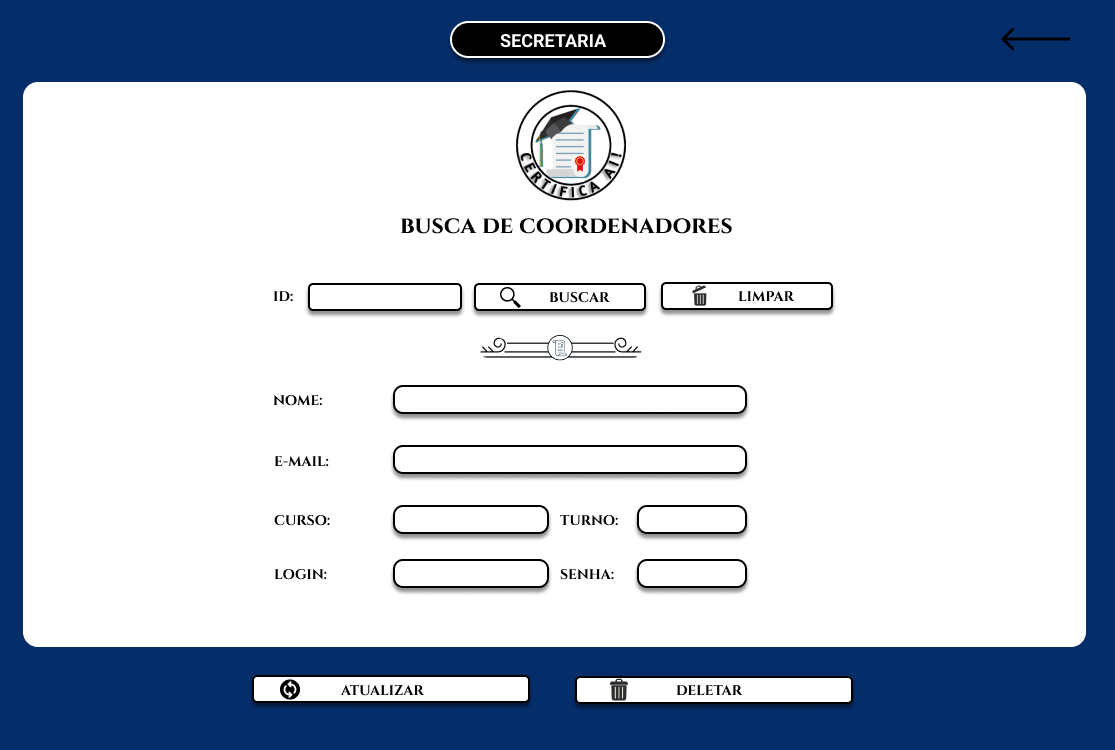 SECRETARIA
CERTIFICA AI!
BUSCA DE COORDENADORES
ID: BUSCAR LIMPAR
NOME:
E-MAIL:
CURSO: TURNO:
LOGIN: SENHA:
ATUALIZAR DELETAR